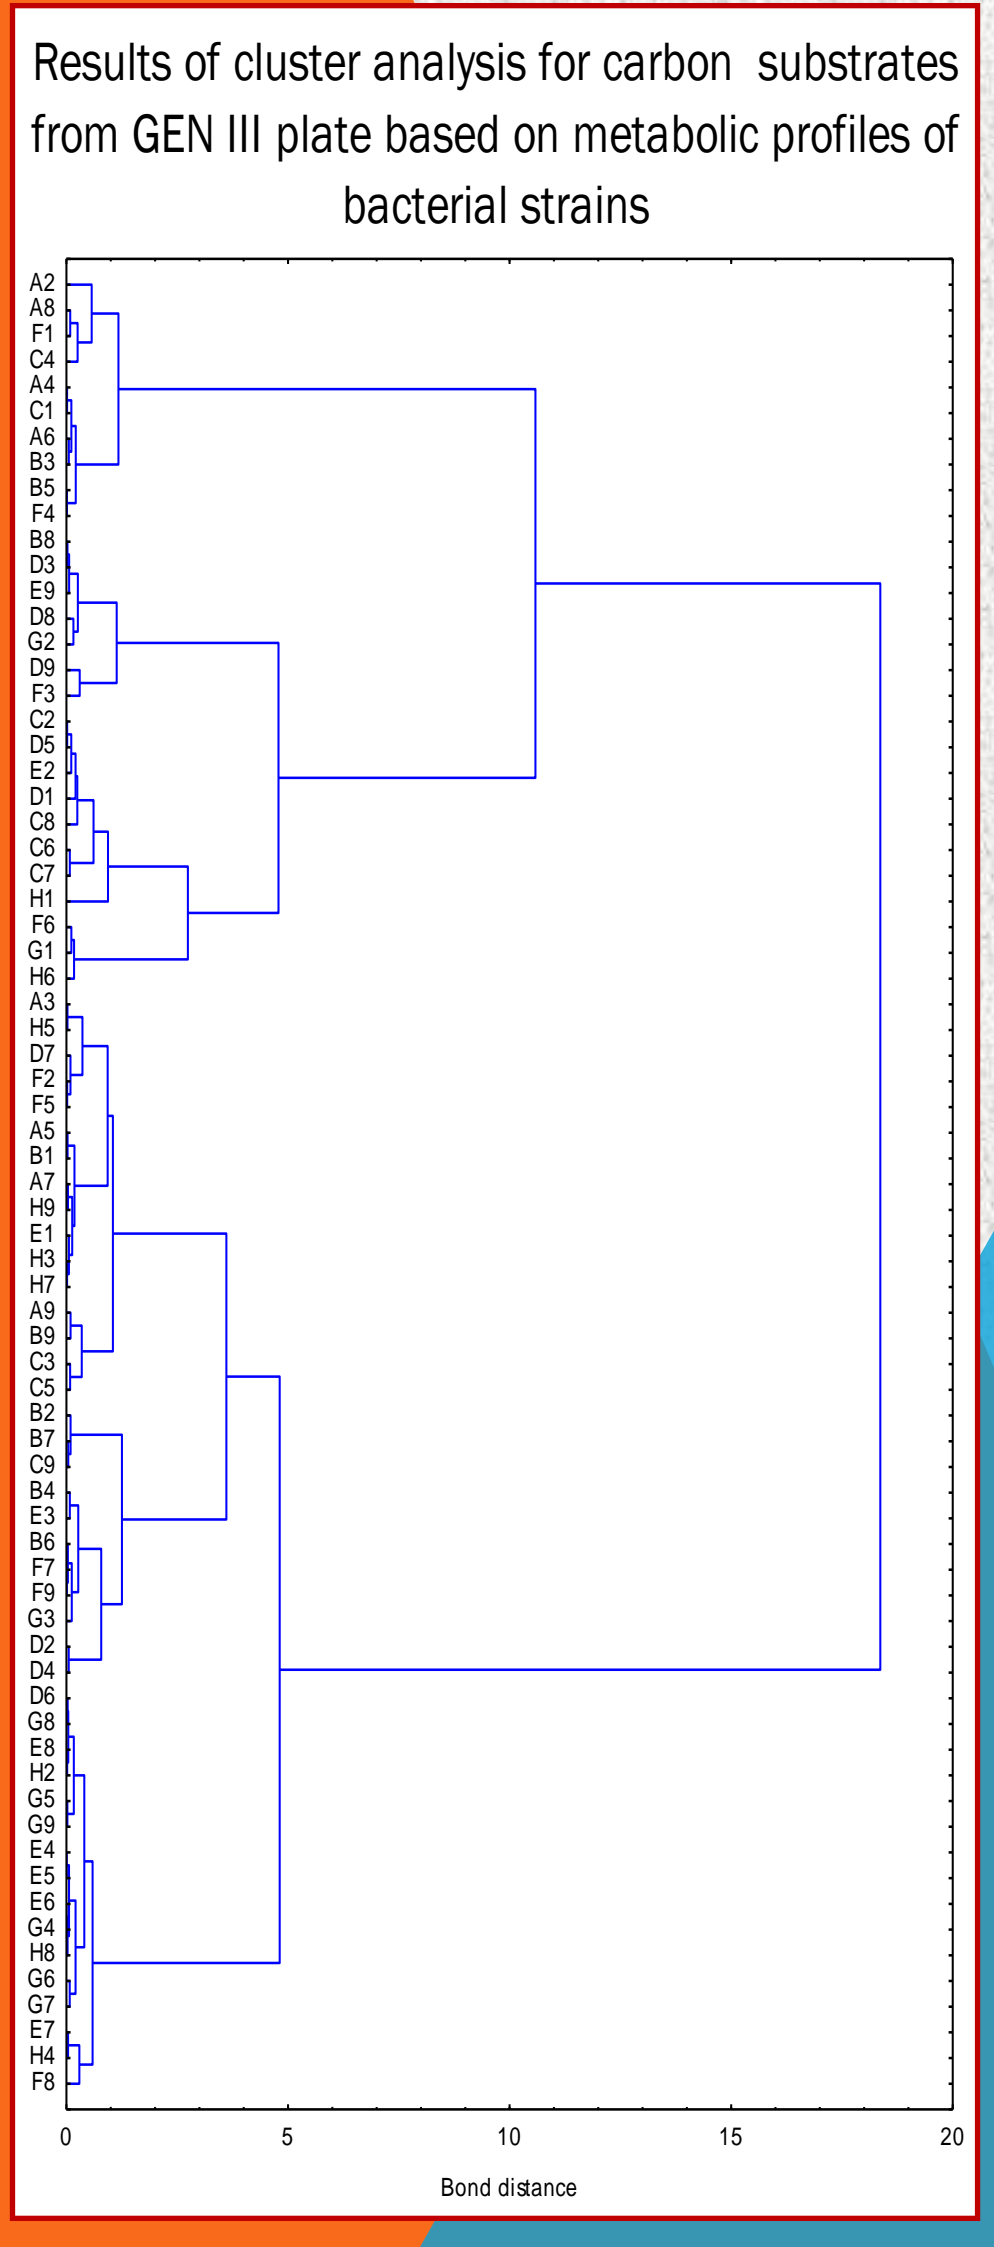 Results of cluster analysis for carbon substrates
from GEN III plate based on metabolic profiles of
bacterial strains
A2
A8
F1
C4
A4
C1
A6
B3
B5
F4
B8
D3
E9
D8
G2
D9
F3
C2
D5
E2
D1
C8
C6
C7
H1
F6
G1
H6
A3
H5
D7
F2
F5
A5
B1
A7
H9
E1
H3
H7
A9
B9
C3
C5
B2
B7
C9
B4
E3
B6
F7
F9
G3
D2
D4
D6
G8
E8
H2
G5
G9
E4
E5
E6
G4
H8
G6
G7
E7
H4
F8
0 5 10 15 20
Bond distance